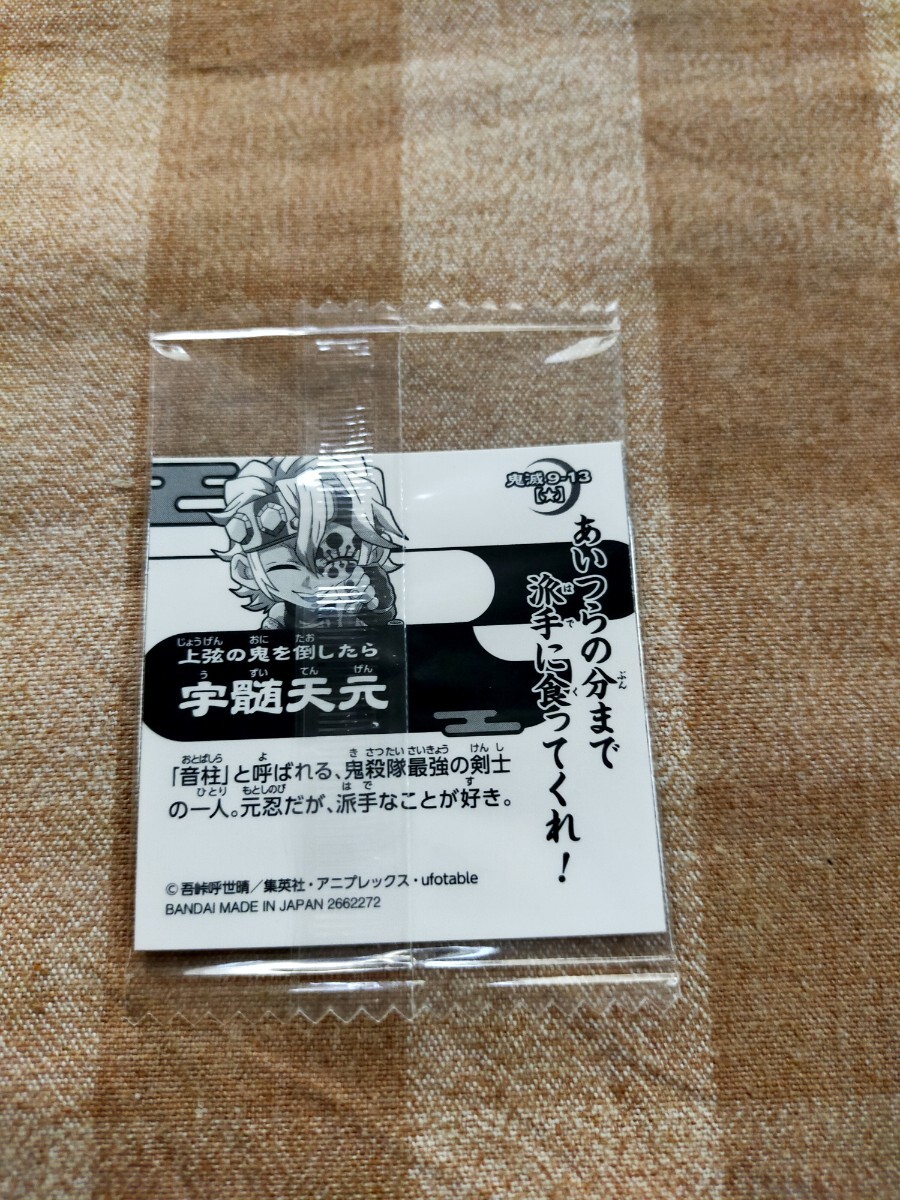 鬼滅 9-13
[★]
あいつらの分まで
派手に食ってくれ!
上弦の鬼を倒したら
宇髄天元
「音柱」と呼ばれる、鬼殺隊最強の剣士
の一人。元忍だが、派手なことが好き。
©吾峠呼世晴/集英社・アニプレックス・ufotable
BANDAI MADE IN JAPAN 2662272